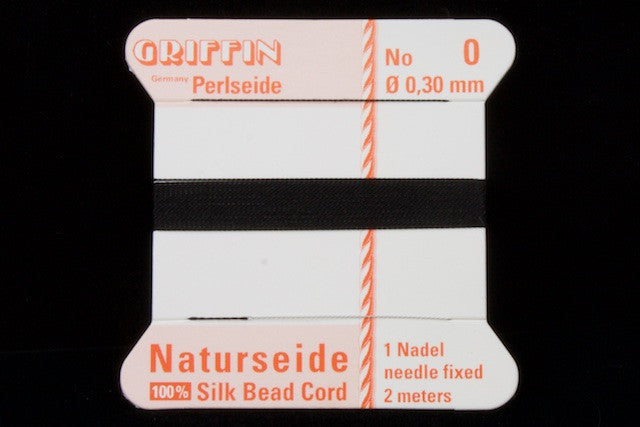 GRIFFIN
Germany Perlseide
No 0
Ø 0,30 mm
Naturseide
100% Silk Bead Cord
1 Nadel
needle fixed
2 meters